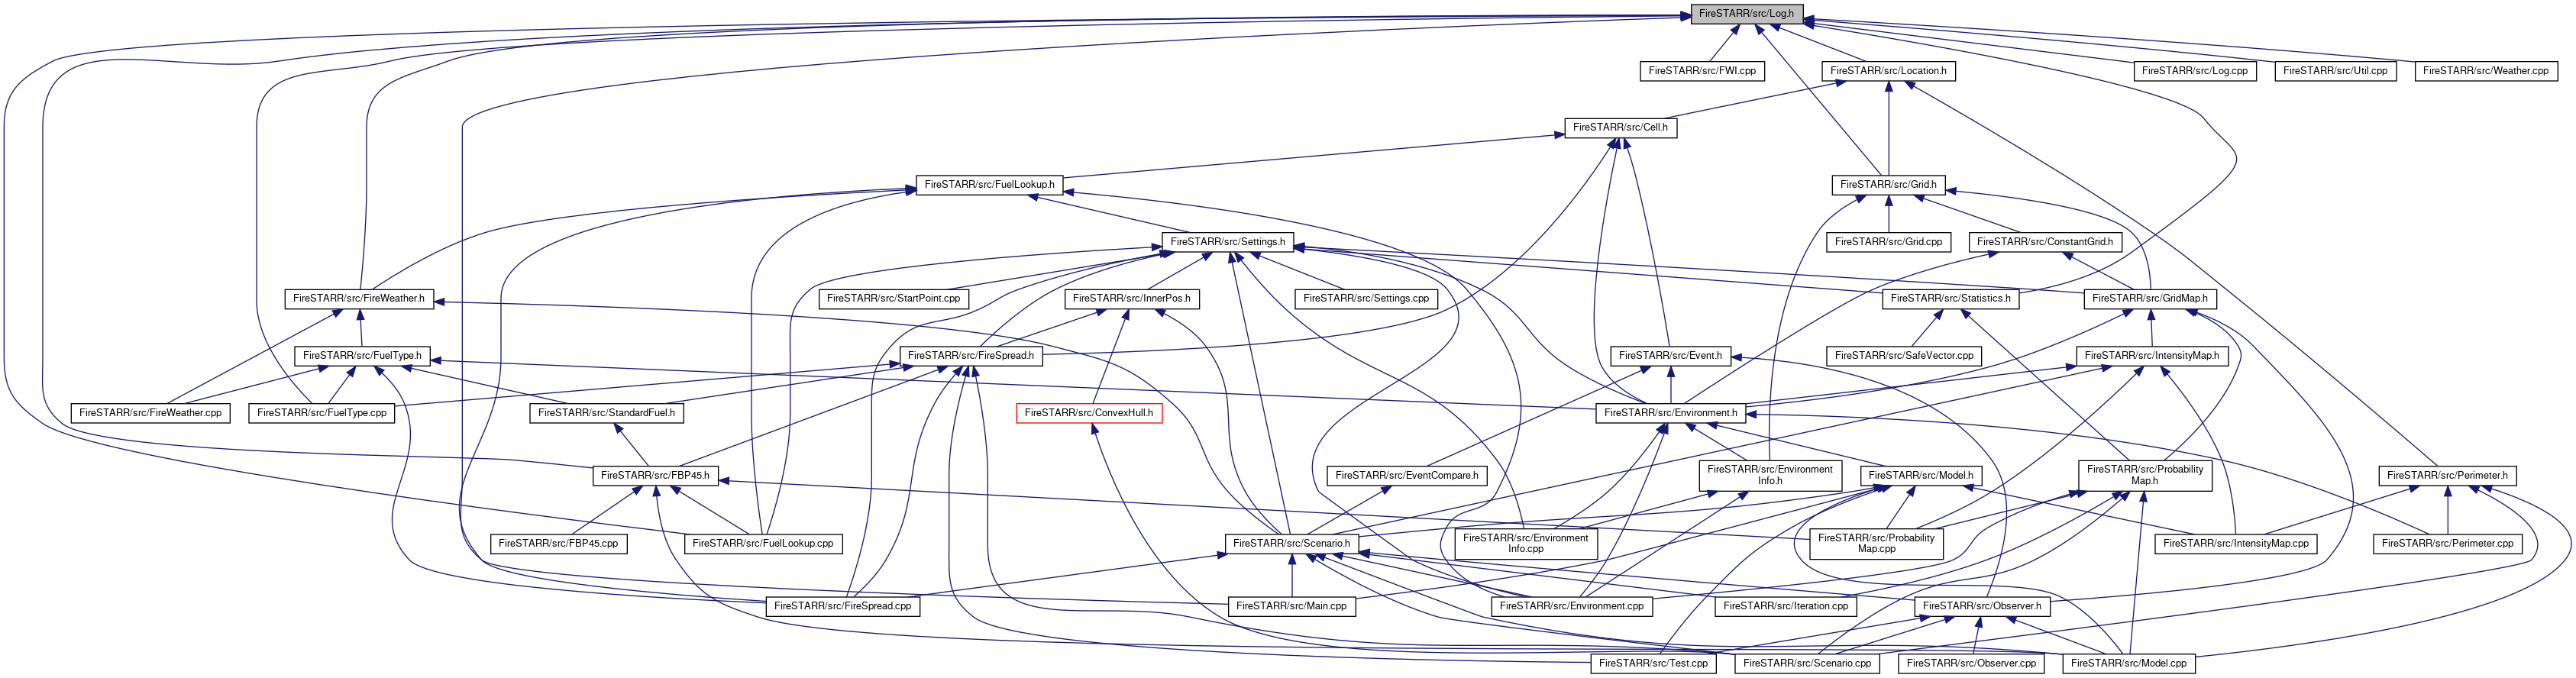 FireSTARR/src/Log.h
FireSTARR/src/FWI.cpp
FireSTARR/src/Location.h
FireSTARR/src/Log.cpp
FireSTARR/src/Util.cpp
FireSTARR/src/Weather.cpp
FireSTARR/src/Cell.h
FireSTARR/src/FuelLookup.h
FireSTARR/src/Grid.h
FireSTARR/src/Settings.h
FireSTARR/src/Grid.cpp
FireSTARR/src/ConstantGrid.h
FireSTARR/src/FireWeather.h
FireSTARR/src/StartPoint.cpp
FireSTARR/src/InnerPos.h
FireSTARR/src/Settings.cpp
FireSTARR/src/Statistics.h
FireSTARR/src/GridMap.h
FireSTARR/src/FuelType.h
FireSTARR/src/FireSpread.h
FireSTARR/src/Event.h
FireSTARR/src/SafeVector.cpp
FireSTARR/src/IntensityMap.h
FireSTARR/src/FireWeather.cpp
FireSTARR/src/FuelType.cpp
FireSTARR/src/StandardFuel.h
FireSTARR/src/ConvexHull.h
FireSTARR/src/Environment.h
FireSTARR/src/FBP45.h
FireSTARR/src/EventCompare.h
FireSTARR/src/Environment
Info.h
FireSTARR/src/Model.h
FireSTARR/src/Probability
Map.h
FireSTARR/src/Perimeter.h
FireSTARR/src/FBP45.cpp
FireSTARR/src/FuelLookup.cpp
FireSTARR/src/Scenario.h
FireSTARR/src/Environment
Info.cpp
FireSTARR/src/Probability
Map.cpp
FireSTARR/src/IntensityMap.cpp
FireSTARR/src/Perimeter.cpp
FireSTARR/src/FireSpread.cpp
FireSTARR/src/Main.cpp
FireSTARR/src/Environment.cpp
FireSTARR/src/Iteration.cpp
FireSTARR/src/Observer.h
FireSTARR/src/Test.cpp
FireSTARR/src/Scenario.cpp
FireSTARR/src/Observer.cpp
FireSTARR/src/Model.cpp